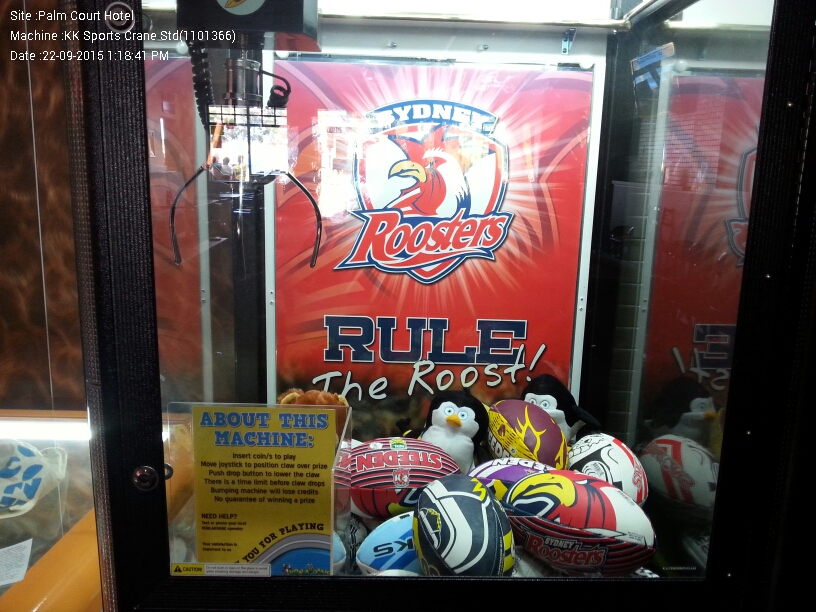 Site :Palm Court Hotel
Machine :KK Sports Crane Std(1101366)
Date :22-09-2015 1:18:41 PM
SYDNEY
Roosters
RULE
The Roost!
ABOUT THIS
MACHINE:
Insert coin/s to play
Move joystick to position claw over prize
Push drop button to lower the claw
There is a time limit before claw drops
Bumping machine will lose credits
No guarantee of winning a prize
NEED HELP?
YOU FOR PLAYING
CAUTION
STEEDEN
SYDNEY
Roosters